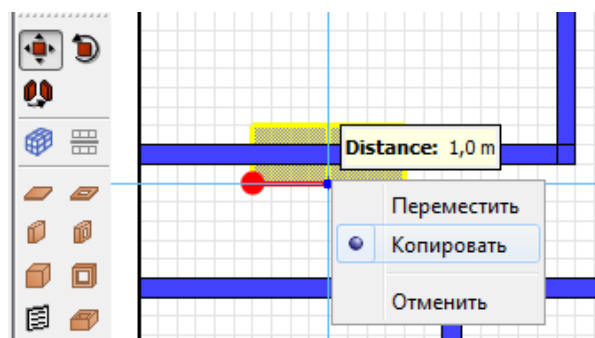 Distance: 1,0 m
Переместить
Копировать
Отменить